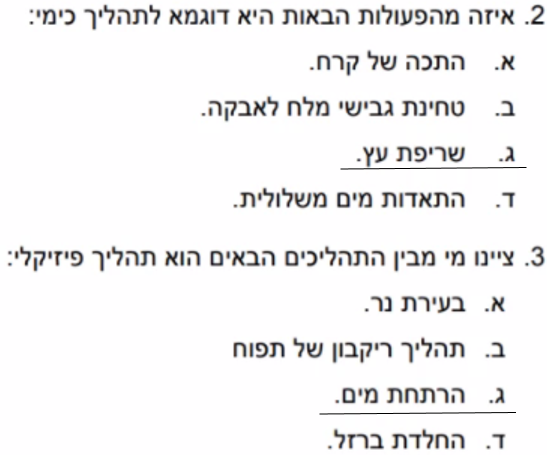 2. איזה מהפעולות הבאות היא דוגמא לתהליך כימי:
א. התכה של קרח.
ב. טחינת גבישי מלח לאבקה.
ג. שריפת עץ.
ד. התאדות מים משלולית.
3. ציינו מי מבין התהליכים הבאים הוא תהליך פיזיקלי:
א. בעירת נר.
ב. תהליך ריקבון של תפוח
ג. הרתחת מים.
ד. החלדת ברזל.